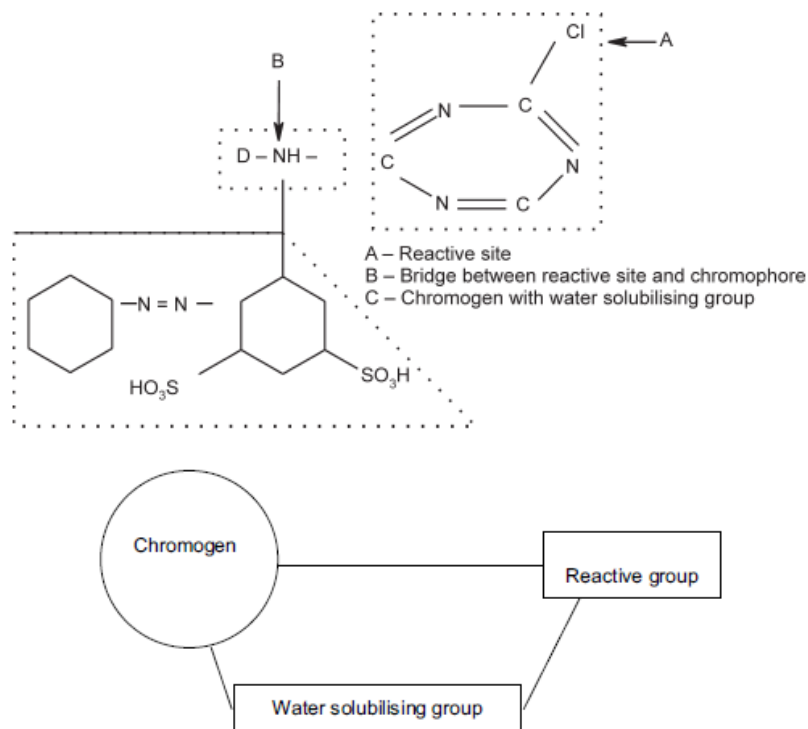 Cl
A
B
N
C
D – NH –
C
N
N
C
A – Reactive site
B – Bridge between reactive site and chromophore
C – Chromogen with water solubilising group
–N = N –
HO₃S
SO₃H
Chromogen
Reactive group
Water solubilising group